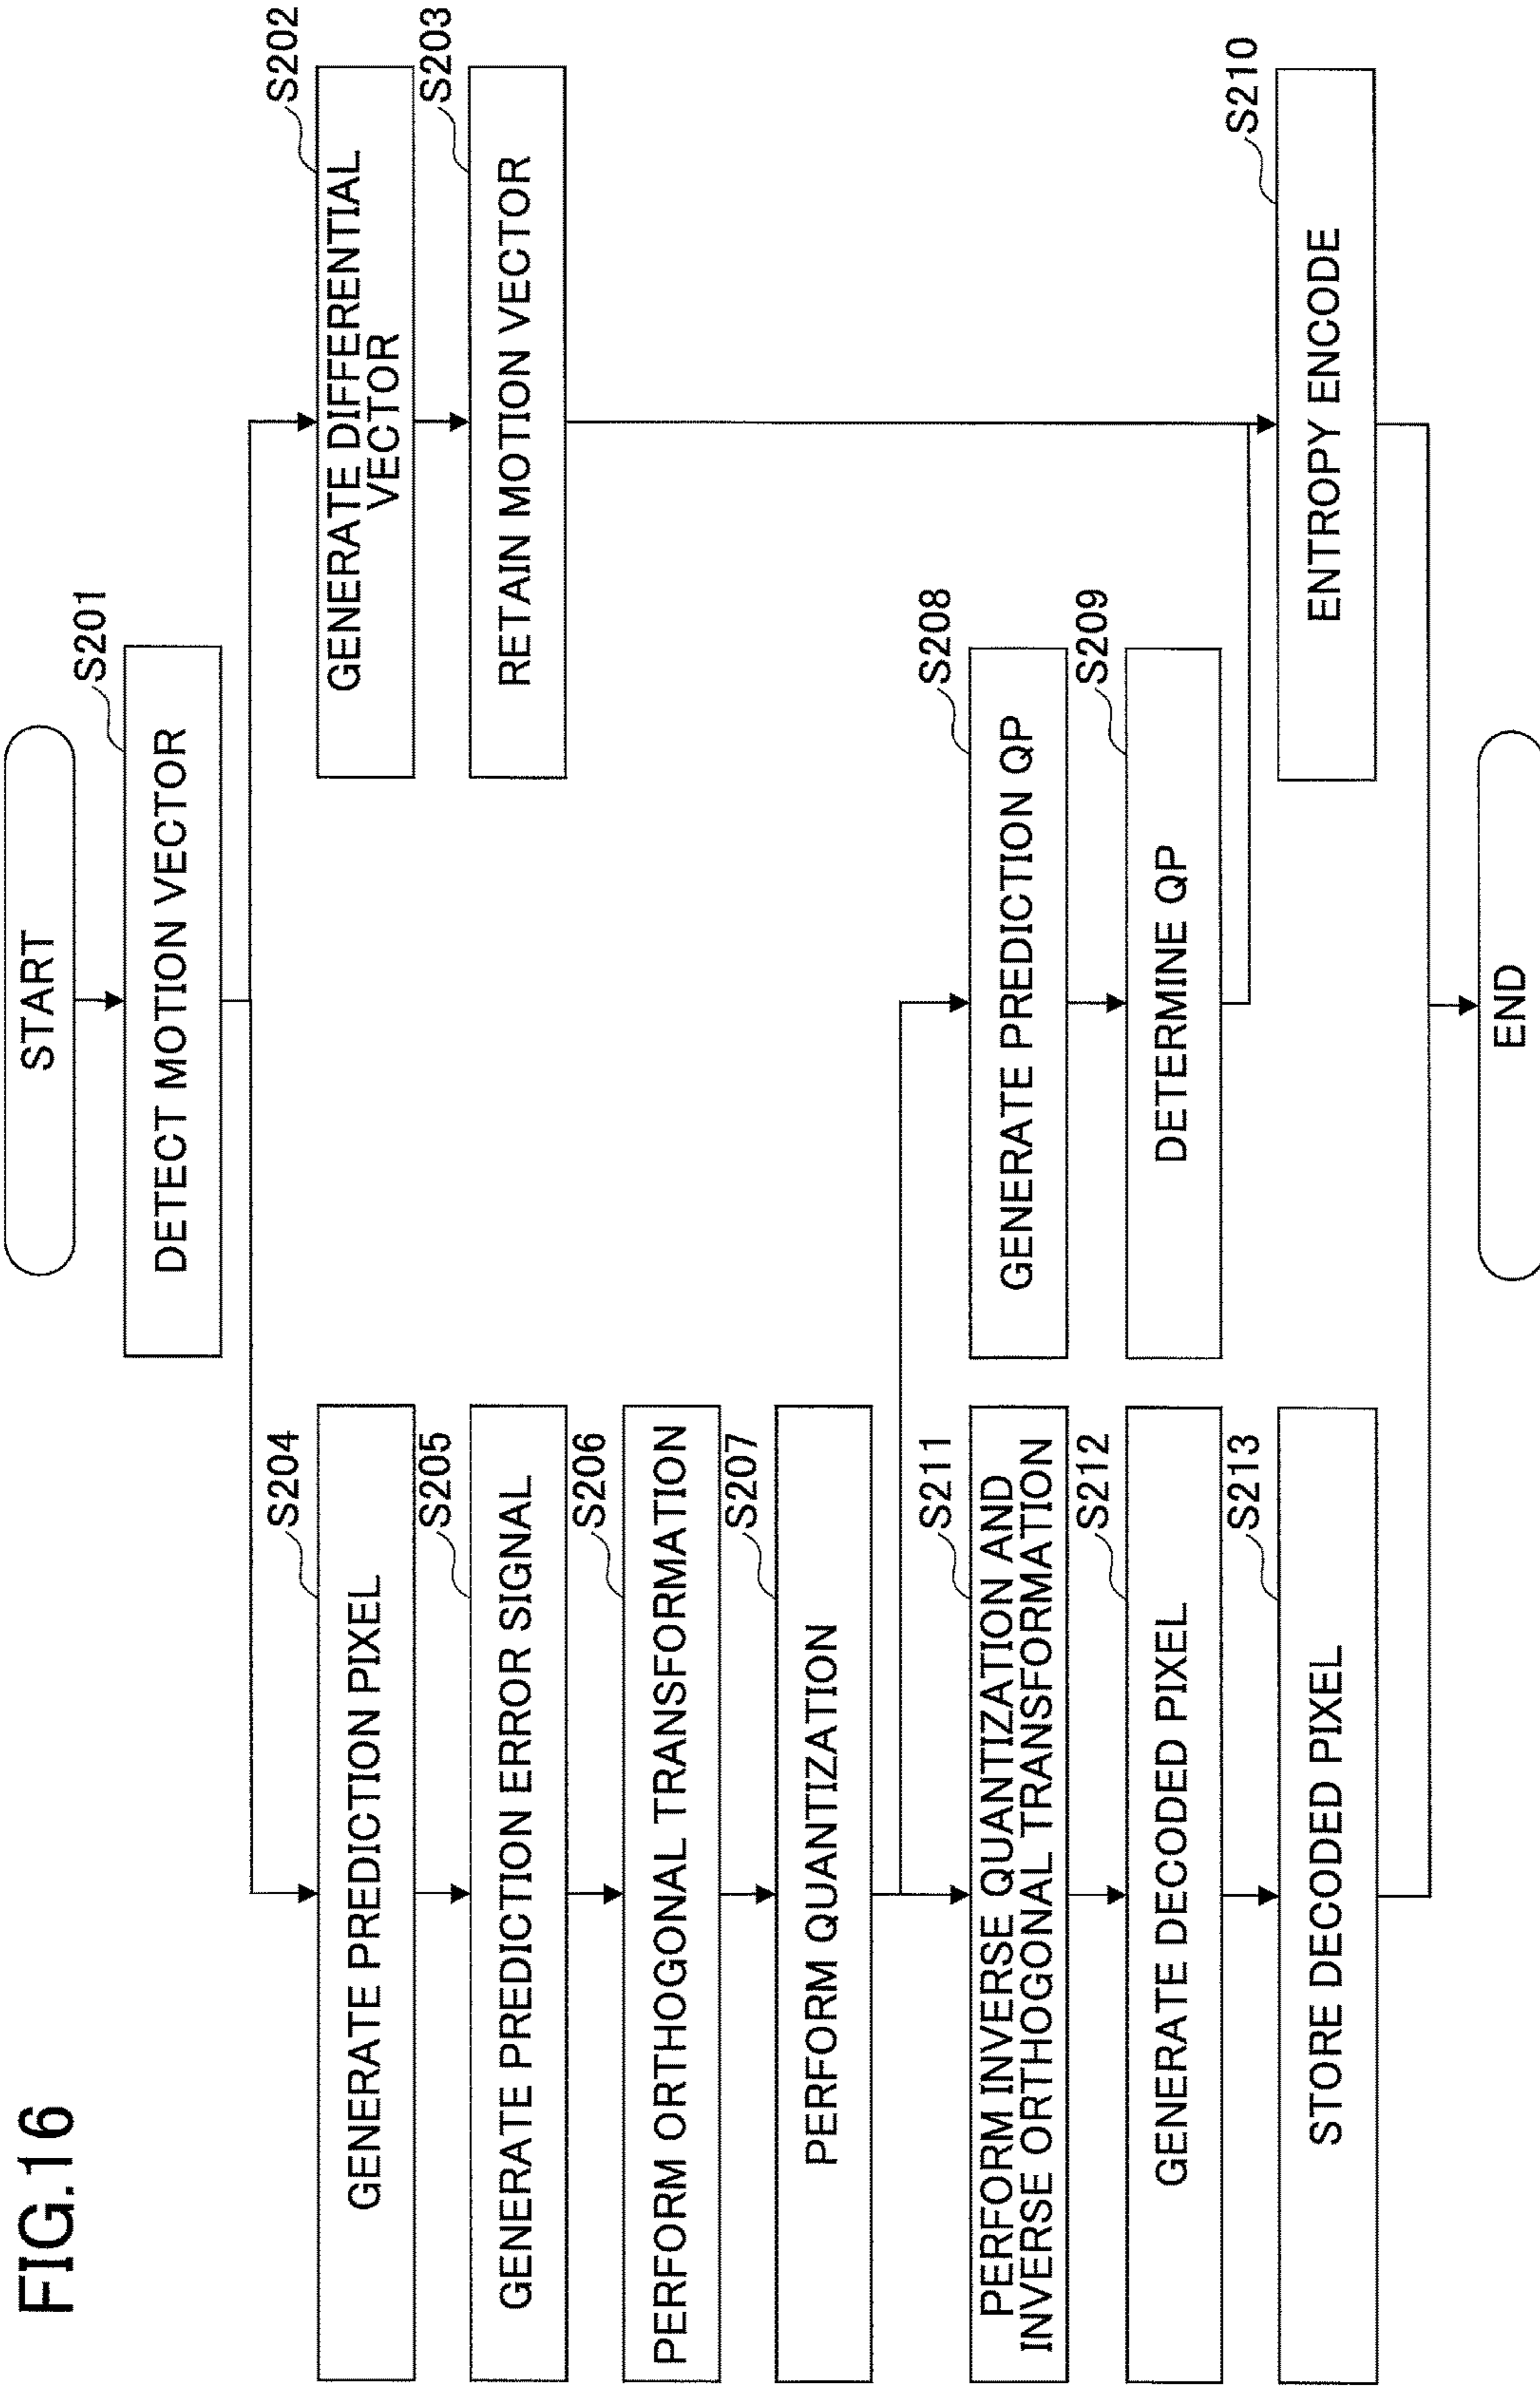 FIG.16
START
S201
DETECT MOTION VECTOR
S202
GENERATE DIFFERENTIAL
VECTOR
S203
RETAIN MOTION VECTOR
S204
GENERATE PREDICTION PIXEL
S205
GENERATE PREDICTION ERROR SIGNAL
S206
PERFORM ORTHOGONAL TRANSFORMATION
S207
PERFORM QUANTIZATION
S208
GENERATE PREDICTION QP
S209
DETERMINE QP
S210
ENTROPY ENCODE
S211
PERFORM INVERSE QUANTIZATION AND
INVERSE ORTHOGONAL TRANSFORMATION
S212
GENERATE DECODED PIXEL
S213
STORE DECODED PIXEL
END